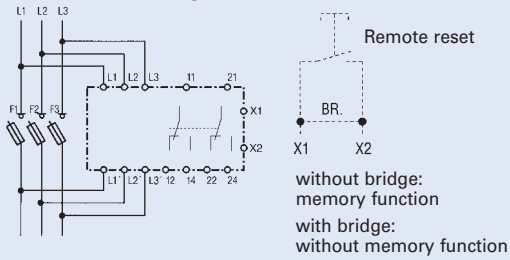 L1 L2 L3
Remote reset
L1 L2 L3 11 21
F1 F2 F3
X1
BR.
X2
X1 X2
L1' L2' L3' 12 14 22 24
without bridge:
memory function
with bridge:
without memory function